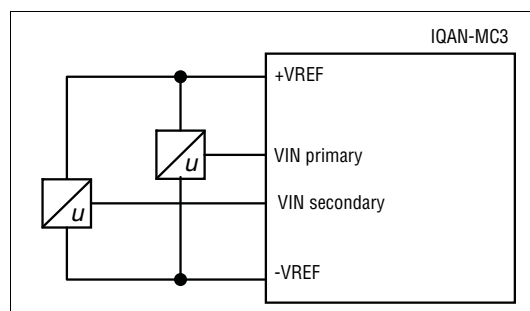 IQAN-MC3
+VREF
VIN primary
u
VIN secondary
u
-VREF